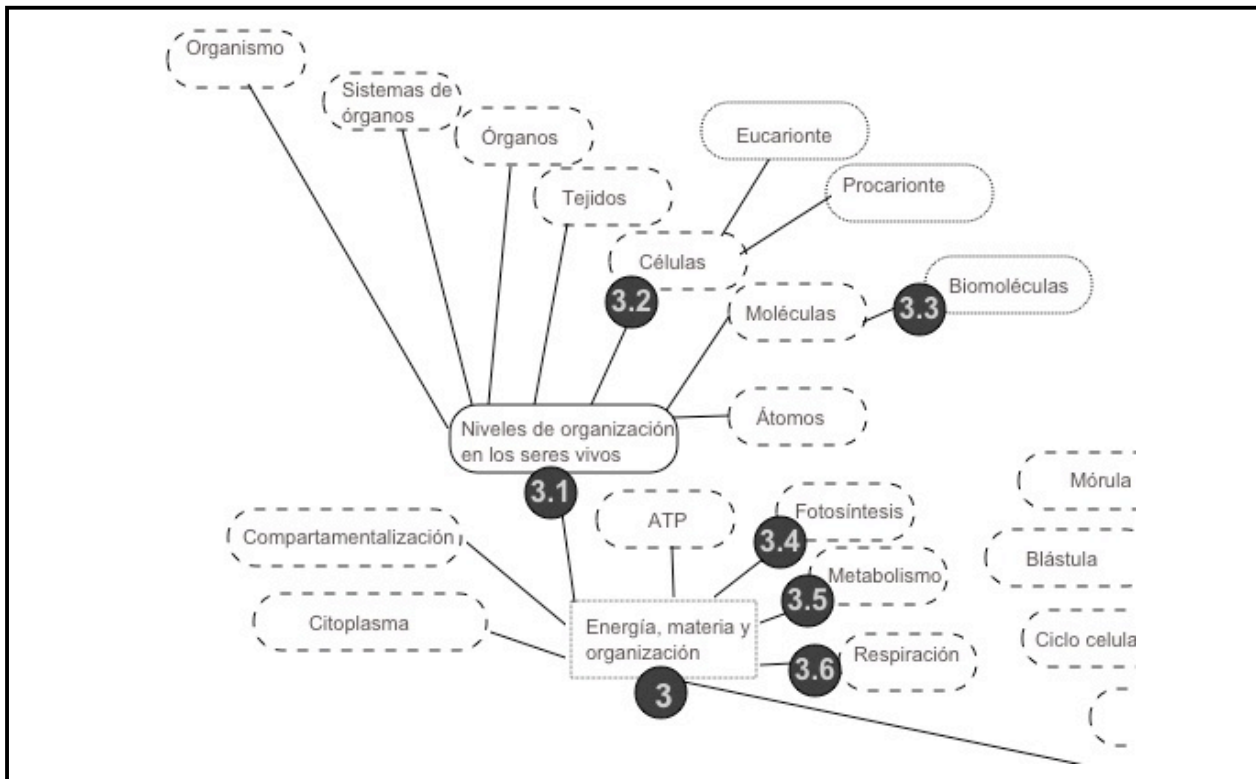 Organismo
Sistemas de
órganos
Órganos
Eucarionte
Tejidos
Procarionte
Células
3.2
Biomoléculas
3.3
Moléculas
Átomos
Niveles de organización
en los seres vivos
3.1
Mórula
Fotosíntesis
3.4
ATP
Compartamentalización
Blástula
Metabolismo
3.5
Citoplasma
Energía, materia y
organización
Ciclo celula
Respiración
3.6
3